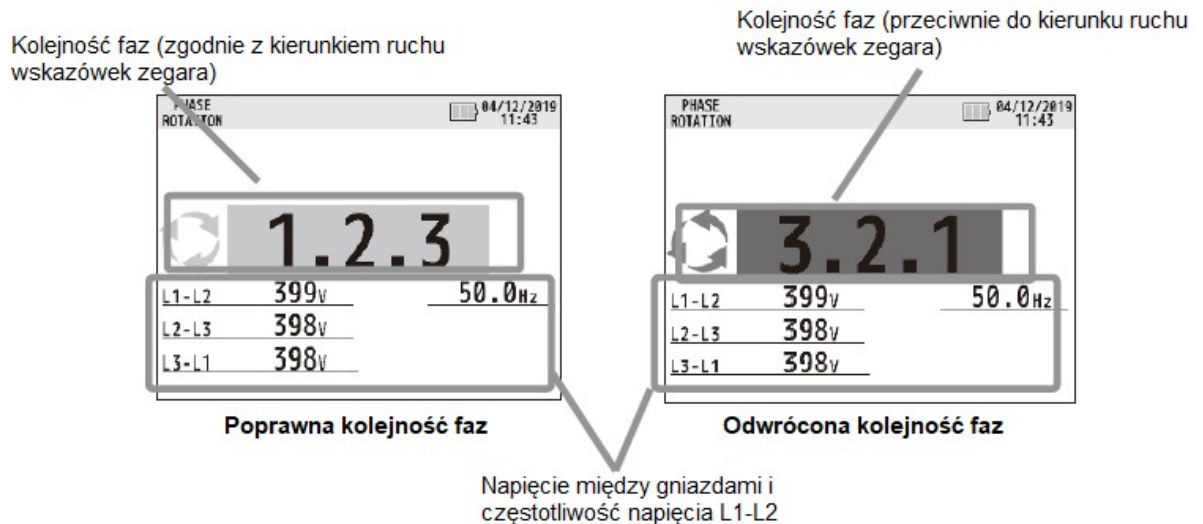 Kolejność faz (zgodnie z kierunkiem ruchu
wskazówek zegara)
Kolejność faz (przeciwnie do kierunku ruchu
wskazówek zegara)
PHASE
ROTATION
04/12/2019
11:43
1.2.3
L1-L2 399V 50.0Hz
L2-L3 398V
L3-L1 398V
Poprawna kolejność faz
PHASE
ROTATION
04/12/2019
11:43
3.2.1
L1-L2 399V 50.0Hz
L2-L3 398V
L3-L1 398V
Odwrócona kolejność faz
Napięcie między gniazdami i
częstotliwość napięcia L1-L2